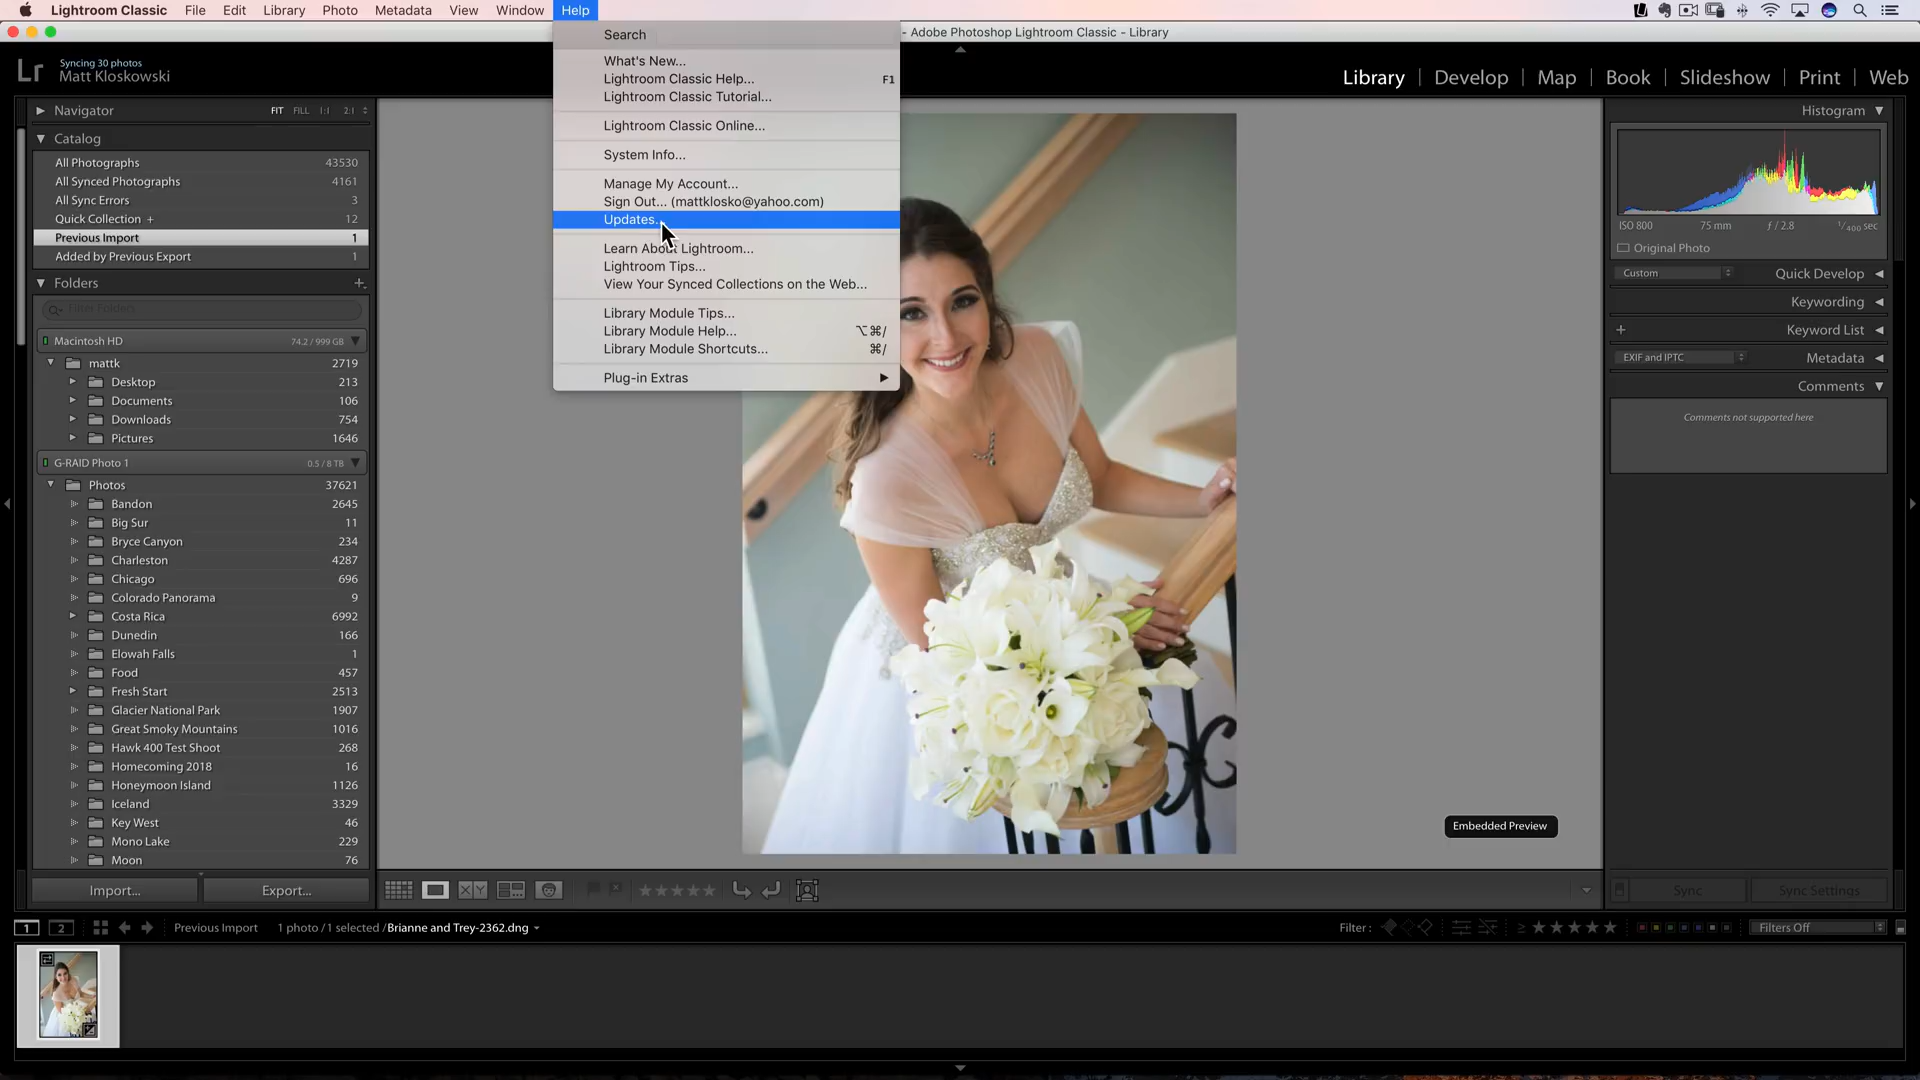 Lightroom Classic File Edit Library Photo Metadata View Window Help
- Adobe Photoshop Lightroom Classic - Library
Lr Syncing 30 photos
Matt Kloskowski
Library | Develop | Map | Book | Slideshow | Print | Web
Search
What's New...
Lightroom Classic Help... F1
Lightroom Classic Tutorial...
Lightroom Classic Online...
System Info...
Manage My Account...
Sign Out... (mattklosko@yahoo.com)
Updates...
Learn About Lightroom...
Lightroom Tips...
View Your Synced Collections on the Web...
Library Module Tips...
Library Module Help... ⌥⌘/
Library Module Shortcuts... ⌘/
Plug-in Extras
Navigator FIT FILL 1:1 2:1
Catalog
All Photographs 43530
All Synced Photographs 4161
All Sync Errors 3
Quick Collection + 12
Previous Import 1
Added by Previous Export 1
Folders +
Filter Folders
Macintosh HD 74.2 / 999 GB
mattk 2719
Desktop 213
Documents 106
Downloads 754
Pictures 1646
G-RAID Photo 1 0.5 / 8 TB
Photos 37621
Bandon 2645
Big Sur 11
Bryce Canyon 234
Charleston 4287
Chicago 696
Colorado Panorama 9
Costa Rica 6992
Dunedin 166
Elowah Falls 1
Food 457
Fresh Start 2513
Glacier National Park 1907
Great Smoky Mountains 1016
Hawk 400 Test Shoot 268
Homecoming 2018 16
Honeymoon Island 1126
Iceland 3329
Key West 46
Mono Lake 229
Moon 76
Import... Export...
Histogram
ISO 800 75 mm ƒ / 2.8 1/400 sec
Original Photo
Custom Quick Develop
Keywording
+ Keyword List
EXIF and IPTC Metadata
Comments
Comments not supported here
Embedded Preview
X Y
Sync Sync Settings
1 2 Previous Import 1 photo / 1 selected / Brianne and Trey-2362.dng Filter : ≥ Filters Off